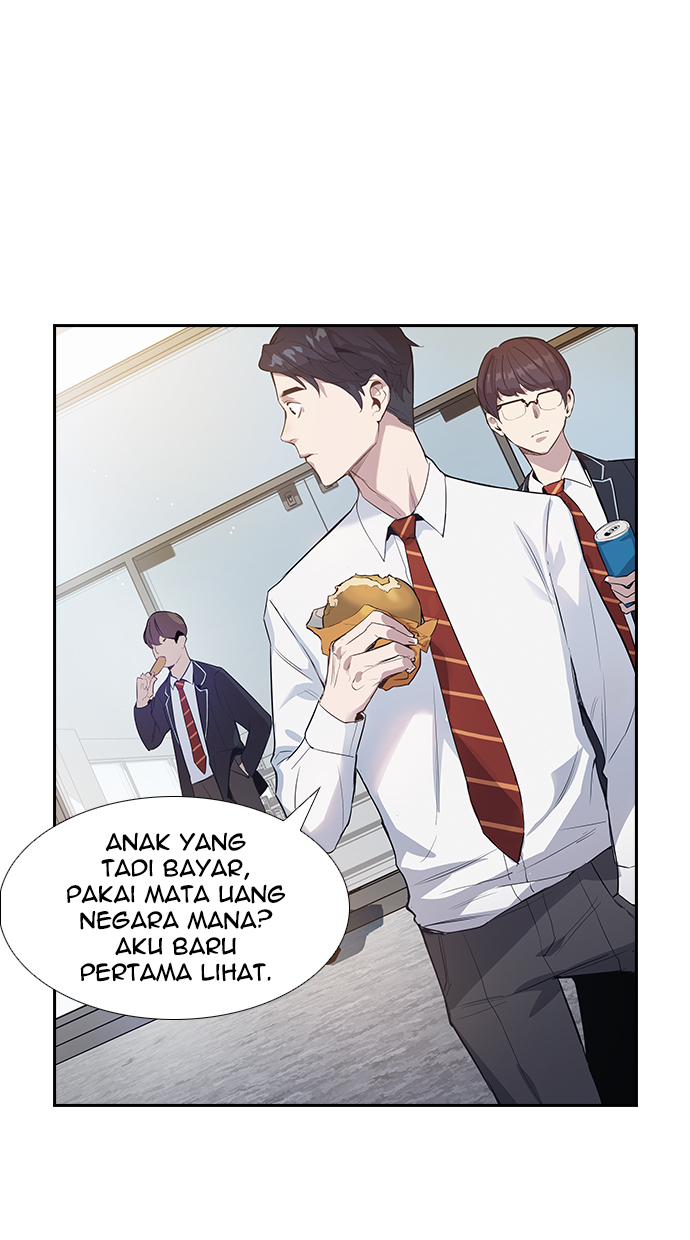 ANAK YANG
TADI BAYAR,
PAKAI MATA UANG
NEGARA MANA?
AKU BARU
PERTAMA LIHAT.